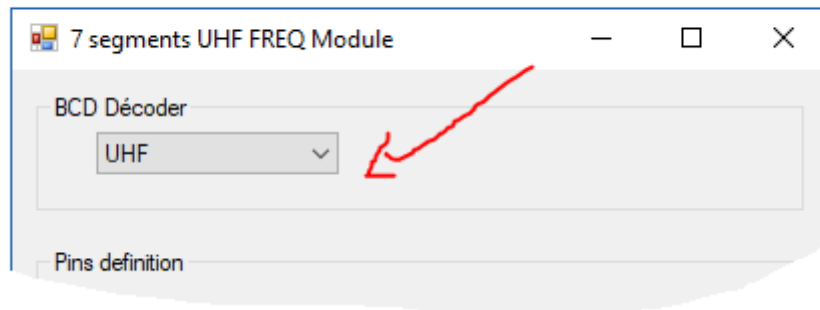 7 segments UHF FREQ Module
BCD Décoder
UHF
Pins definition